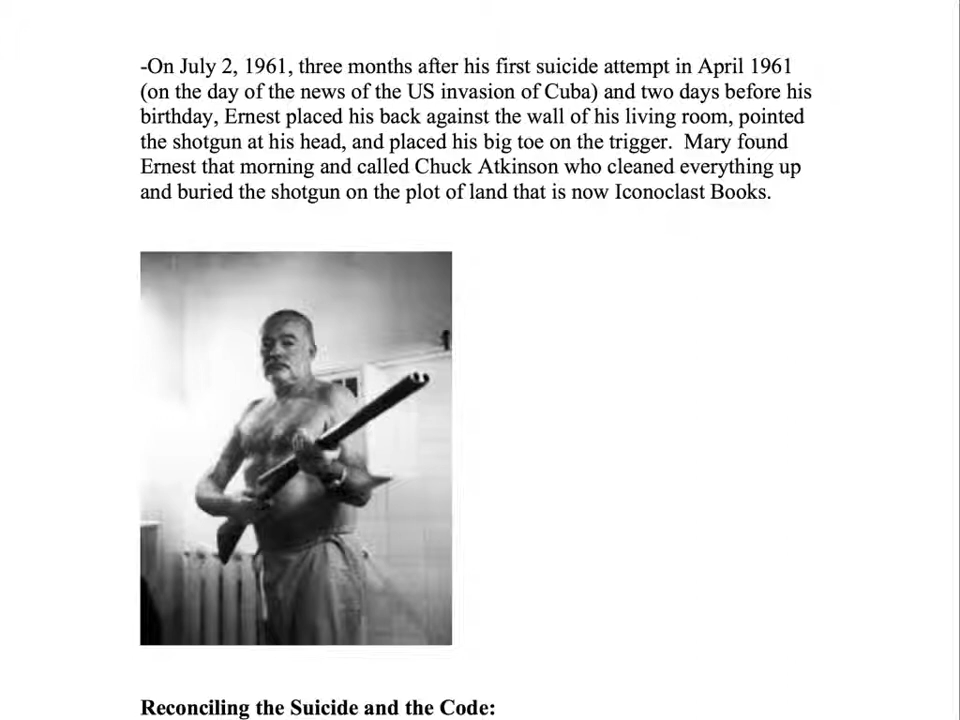 -On July 2, 1961, three months after his first suicide attempt in April 1961
(on the day of the news of the US invasion of Cuba) and two days before his
birthday, Ernest placed his back against the wall of his living room, pointed
the shotgun at his head, and placed his big toe on the trigger.  Mary found
Ernest that morning and called Chuck Atkinson who cleaned everything up
and buried the shotgun on the plot of land that is now Iconoclast Books.
Reconciling the Suicide and the Code: